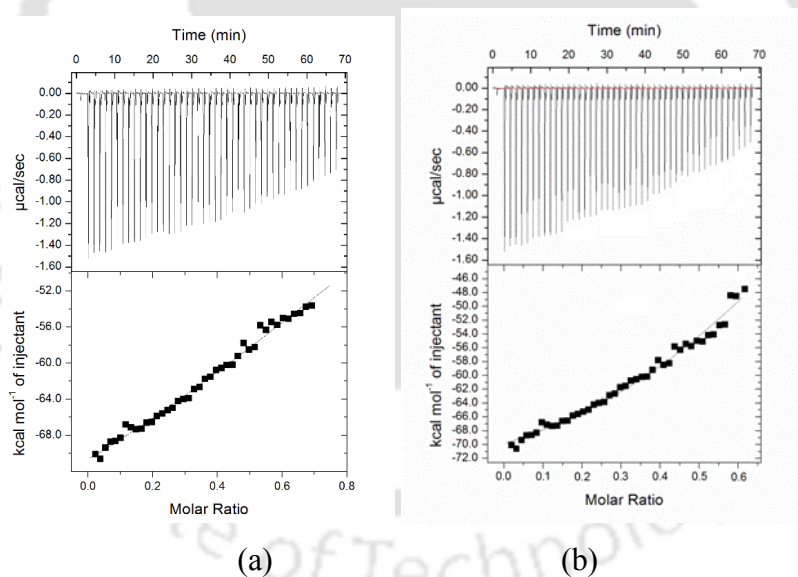 Time (min)
0 10 20 30 40 50 60 70
0.00
-0.20
-0.40
-0.60
-0.80
-1.00
-1.20
-1.40
-1.60
µcal/sec
-52.0
-56.0
-60.0
-64.0
-68.0
kcal mol⁻¹ of injectant
0.0 0.2 0.4 0.6 0.8
Molar Ratio
(a)
Time (min)
0 10 20 30 40 50 60 70
0.00
-0.20
-0.40
-0.60
-0.80
-1.00
-1.20
-1.40
-1.60
µcal/sec
-46.0
-48.0
-50.0
-52.0
-54.0
-56.0
-58.0
-60.0
-62.0
-64.0
-66.0
-68.0
-70.0
-72.0
kcal mol⁻¹ of injectant
0.0 0.1 0.2 0.3 0.4 0.5 0.6
Molar Ratio
(b)
of Technolo